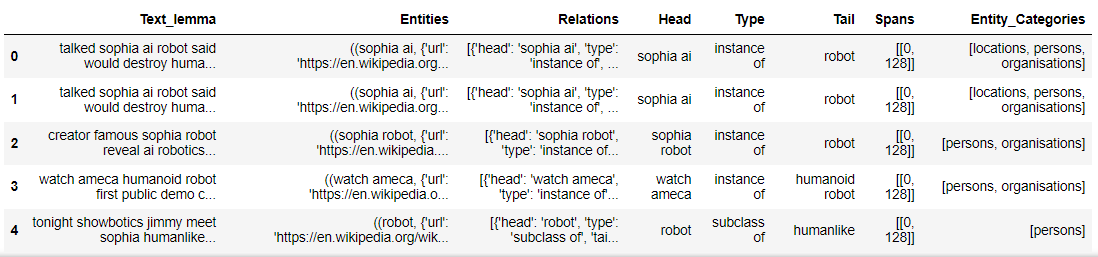 Text_lemma Entities Relations Head Type Tail Spans Entity_Categories
0 talked sophia ai robot said would destroy huma... ((sophia ai, {'url': 'https://en.wikipedia.org... [{'head': 'sophia ai', 'type': 'instance of', ... sophia ai instance of robot [[0, 128]] [locations, persons, organisations]
1 talked sophia ai robot said would destroy huma... ((sophia ai, {'url': 'https://en.wikipedia.org... [{'head': 'sophia ai', 'type': 'instance of', ... sophia ai instance of robot [[0, 128]] [locations, persons, organisations]
2 creator famous sophia robot reveal ai robotics... ((sophia robot, {'url': 'https://en.wikipedia.... [{'head': 'sophia robot', 'type': 'instance of... sophia robot instance of robot [[0, 128]] [persons, organisations]
3 watch ameca humanoid robot first public demo c... ((watch ameca, {'url': 'https://en.wikipedia.o... [{'head': 'watch ameca', 'type': 'instance of'... watch ameca instance of humanoid robot [[0, 128]] [persons, organisations]
4 tonight showbotics jimmy meet sophia humanlike... ((robot, {'url': 'https://en.wikipedia.org/wik... [{'head': 'robot', 'type': 'subclass of', 'tai... robot subclass of humanlike [[0, 128]] [persons]